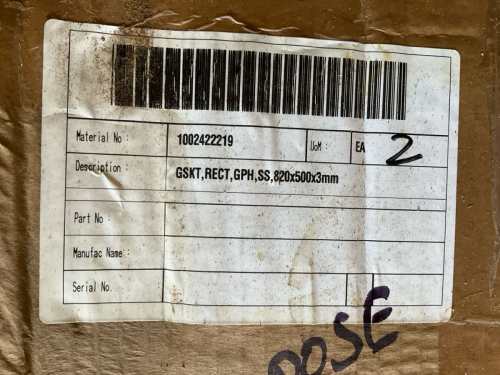 Material No : 1002422219 UoM : EA 2
Description : GSKT,RECT,GPH,SS,820x500x3mm
Part No :
Manufac Name :
Serial No.